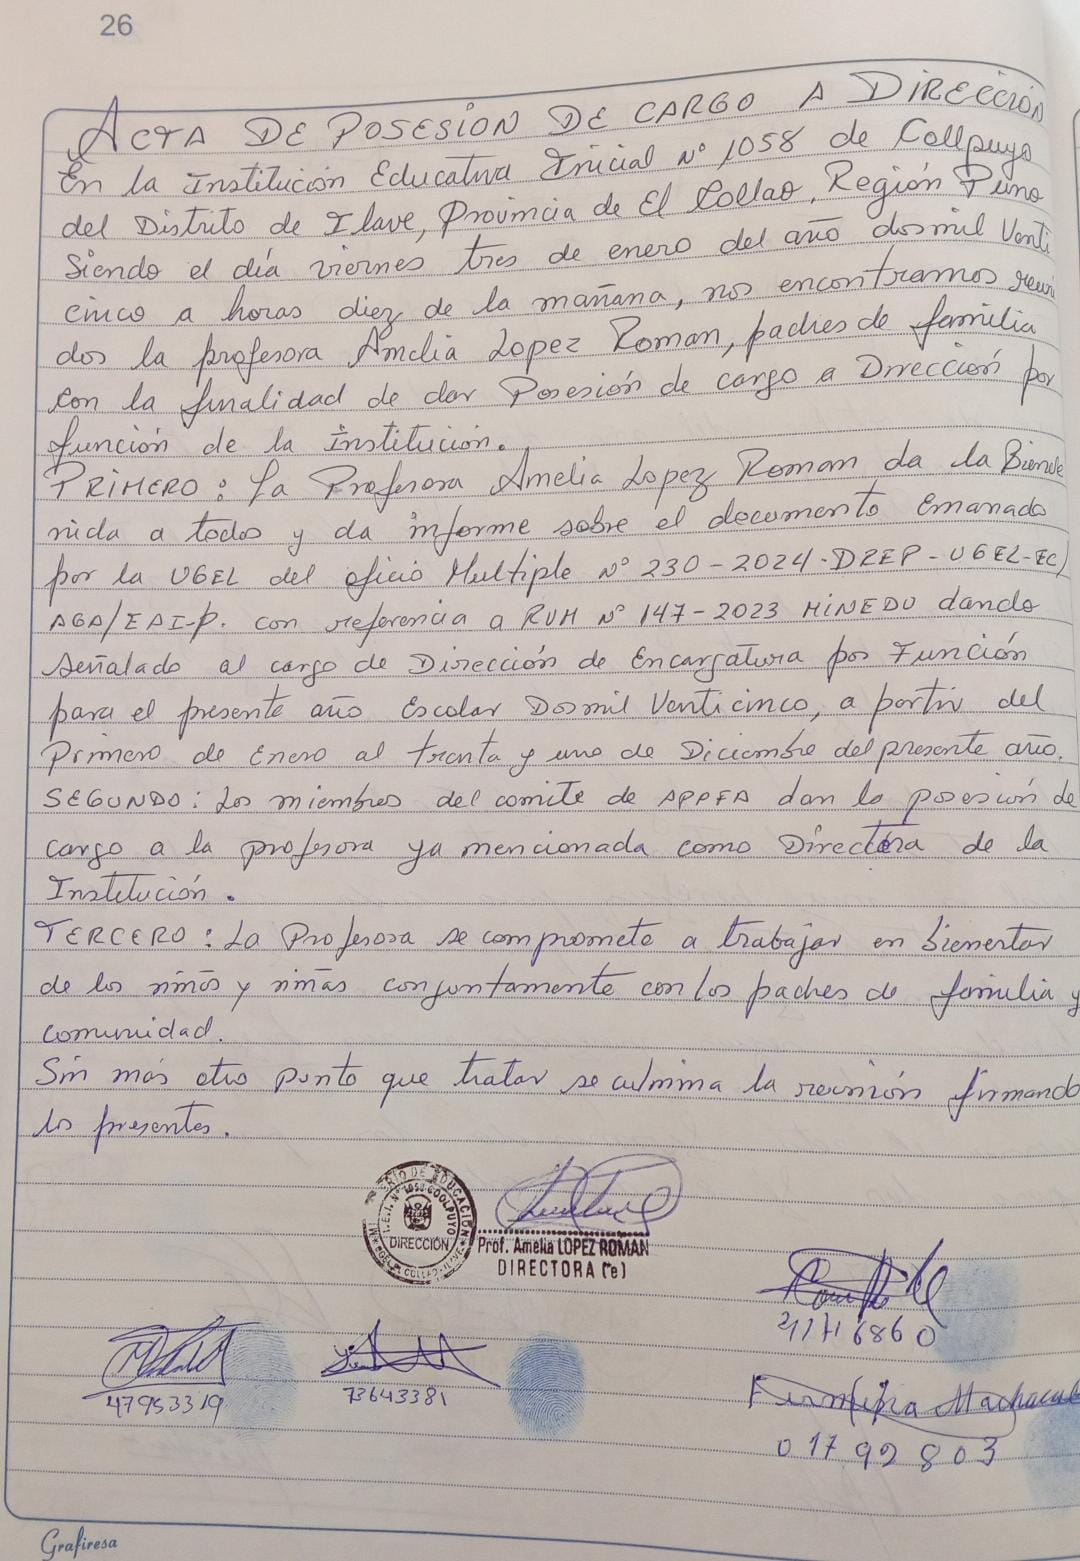 26
ACTA DE POSESIÓN DE CARGO A DIRECCIÓN
En la Institución Educativa Inicial N° 1058 de Collpuyo
del Distrito de Ilave, Provincia de El Collao, Región Puno
Siendo el día viernes tres de enero del año dosmil Venti
cinco a horas diez de la mañana, nos encontramos reuni
dos la profesora Amelia Lopez Roman, padres de familia
con la finalidad de dar Posesión de cargo a Dirección por
función de la Institución.
PRIMERO: La Profesora Amelia Lopez Roman da la Bienve
nida a todos y da informe sobre el documento Emanado
por la UGEL del oficio Multiple N° 230-2024-DREP-UGEL-EC/
AGA/EAI-P. con referencia a RVM N° 147-2023 MINEDU dando
señalado al cargo de Dirección de Encargatura por Función
para el presente año Escolar Dosmil Venticinco, a partir del
Primero de Enero al trenta y uno de Diciembre del presente año.
SEGUNDO: Los miembros del comite de APPFA dan la posesión de
cargo a la profesora ya mencionada como Directora de la
Institución.
TERCERO: La Profesora se compromete a trabajar en bienestar
de los niños y niñas conjuntamente con los padres de familia y
comunidad.
Sin más otro punto que tratar se culmina la reunión firmando
los presentes.
DIRECCIÓN
Prof. Amelia LOPEZ ROMAN
DIRECTORA (e)
41716860
47953319
73643381
Firmina Machaca
01792803
Grafiresa